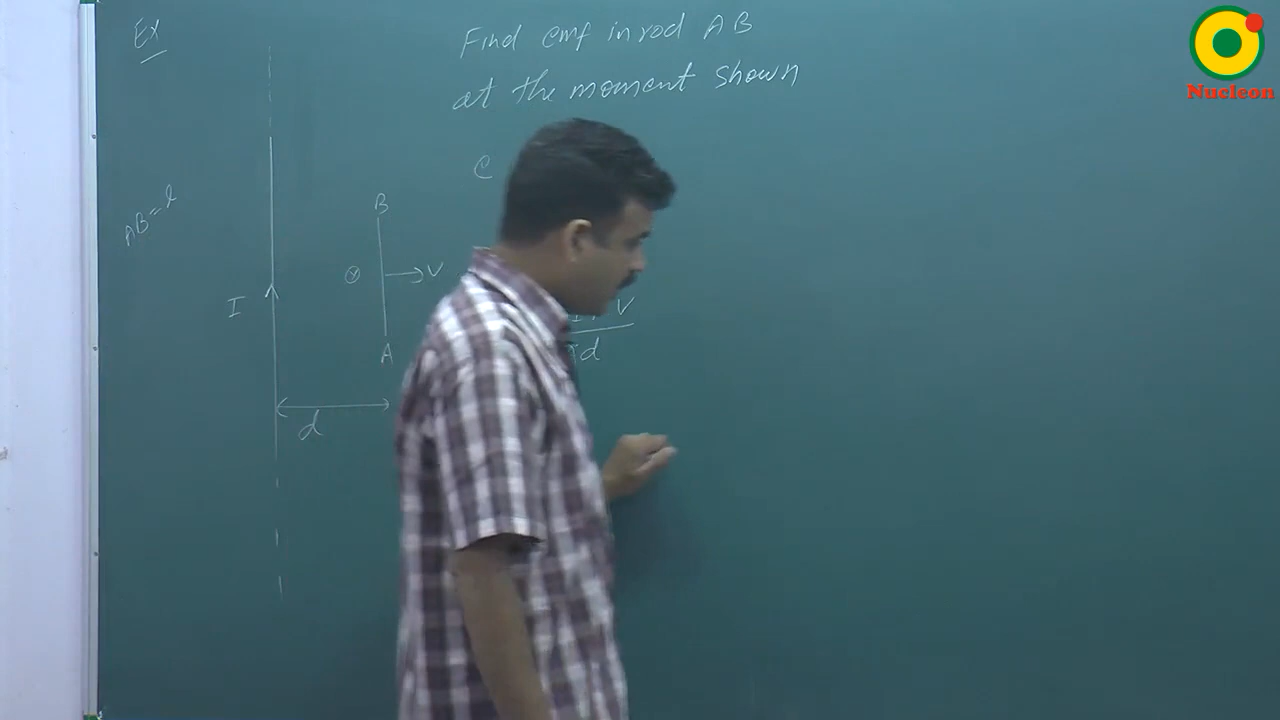 Ex
Find emf in rod AB
at the moment shown
e
AB = l
B
⊗
V
I
A
V
d
d
Nucleon